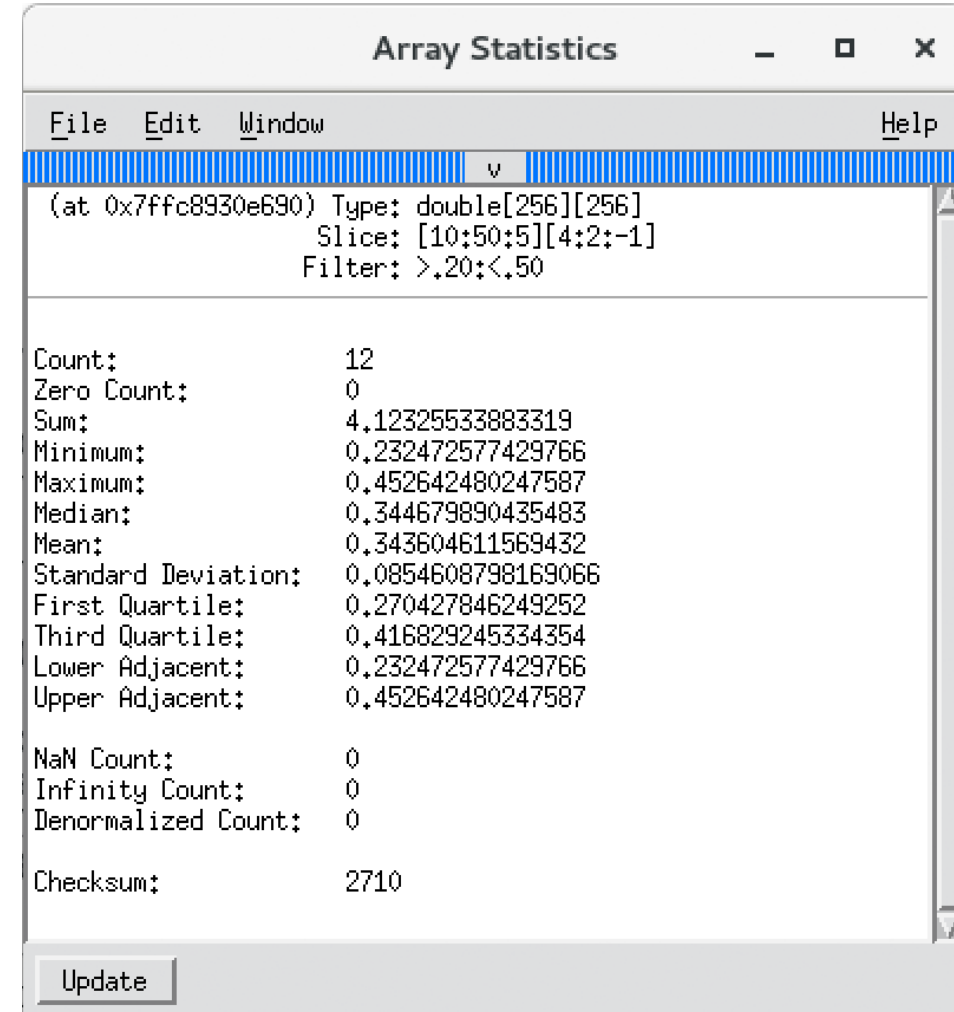 Array Statistics
File Edit Window Help
v
(at 0x7ffc8930e690) Type: double[256][256]
Slice: [10:50:5][4:2:-1]
Filter: >.20:<.50
Count: 12
Zero Count: 0
Sum: 4.12325533883319
Minimum: 0.232472577429766
Maximum: 0.452642480247587
Median: 0.344679890435483
Mean: 0.343604611569432
Standard Deviation: 0.0854608798169066
First Quartile: 0.270427846249252
Third Quartile: 0.416829245334354
Lower Adjacent: 0.232472577429766
Upper Adjacent: 0.452642480247587
NaN Count: 0
Infinity Count: 0
Denormalized Count: 0
Checksum: 2710
Update